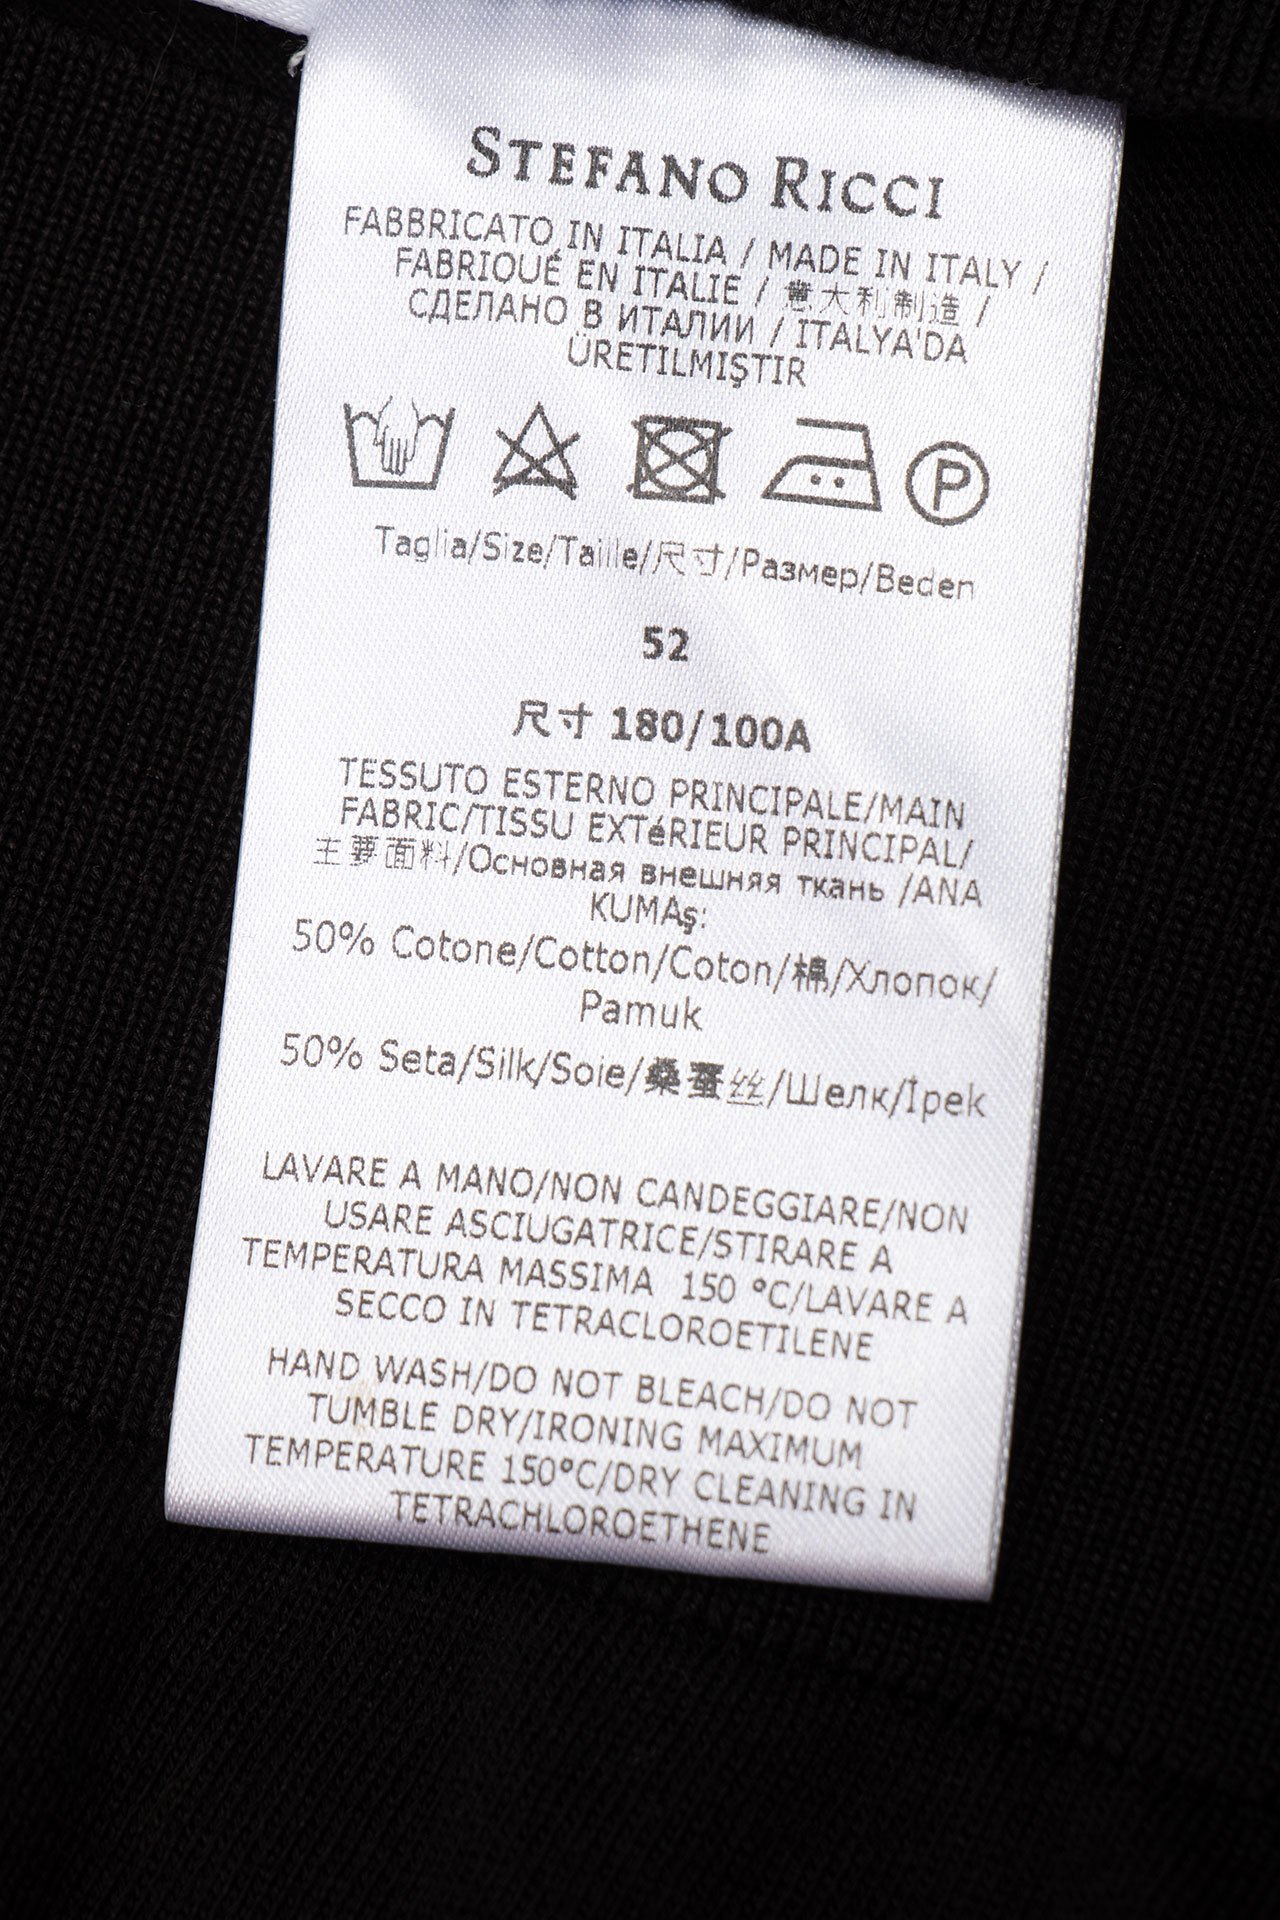 STEFANO RICCI
FABBRICATO IN ITALIA / MADE IN ITALY /
FABRIQUÉ EN ITALIE / 意大利制造 /
СДЕЛАНО В ИТАЛИИ / ITALYA'DA
ÜRETILMIŞTIR
P
Taglia/Size/Taille//尺寸/Размер/Beden
52
尺寸 180/100A
TESSUTO ESTERNO PRINCIPALE/MAIN
FABRIC/TISSU EXTéRIEUR PRINCIPAL/
主要面料/Основная внешняя ткань /ANA
KUMAş:
50% Cotone/Cotton/Coton/棉/Хлопок/
Pamuk
50% Seta/Silk/Soie/桑蚕丝/Шелк/İpek
LAVARE A MANO/NON CANDEGGIARE/NON
USARE ASCIUGATRICE/STIRARE A
TEMPERATURA MASSIMA 150 °C/LAVARE A
SECCO IN TETRACLOROETILENE
HAND WASH/DO NOT BLEACH/DO NOT
TUMBLE DRY/IRONING MAXIMUM
TEMPERATURE 150°C/DRY CLEANING IN
TETRACHLOROETHENE